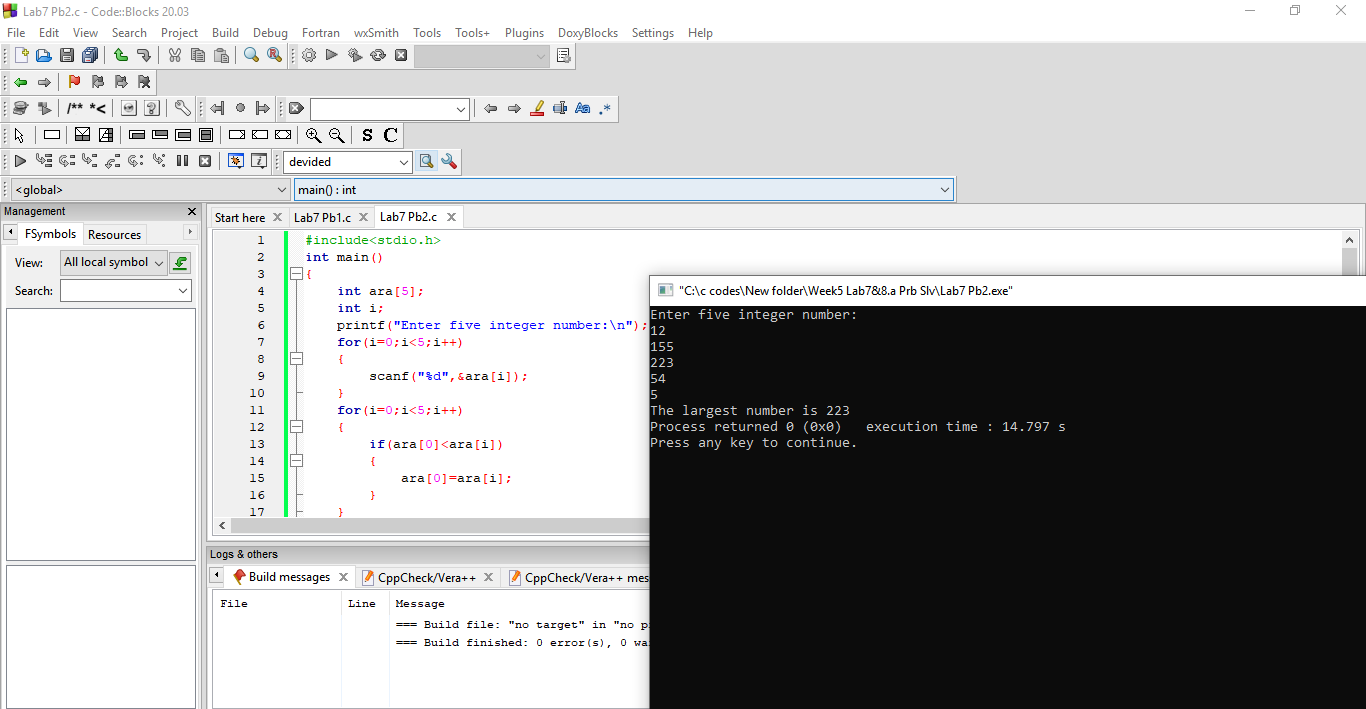 Lab7 Pb2.c - Code::Blocks 20.03
File Edit View Search Project Build Debug Fortran wxSmith Tools Tools+ Plugins DoxyBlocks Settings Help
/** *<
Aa .*
S C
devided
<global> main() : int
Management
Start here Lab7 Pb1.c Lab7 Pb2.c
FSymbols Resources
View: All local symbol
Search:
1 #include<stdio.h>
2 int main()
3 {
4 int ara[5];
5 int i;
6 printf("Enter five integer number:\n");
7 for(i=0;i<5;i++)
8 {
9 scanf("%d",&ara[i]);
10 }
11 for(i=0;i<5;i++)
12 {
13 if(ara[0]<ara[i])
14 {
15 ara[0]=ara[i];
16 }
17 }
"C:\c codes\New folder\Week5 Lab7&8.a Prb Slv\Lab7 Pb2.exe"
Enter five integer number:
12
155
223
54
5
The largest number is 223
Process returned 0 (0x0) execution time : 14.797 s
Press any key to continue.
Logs & others
Build messages CppCheck/Vera++ CppCheck/Vera++ mes
File Line Message
=== Build file: "no target" in "no p
=== Build finished: 0 error(s), 0 wa